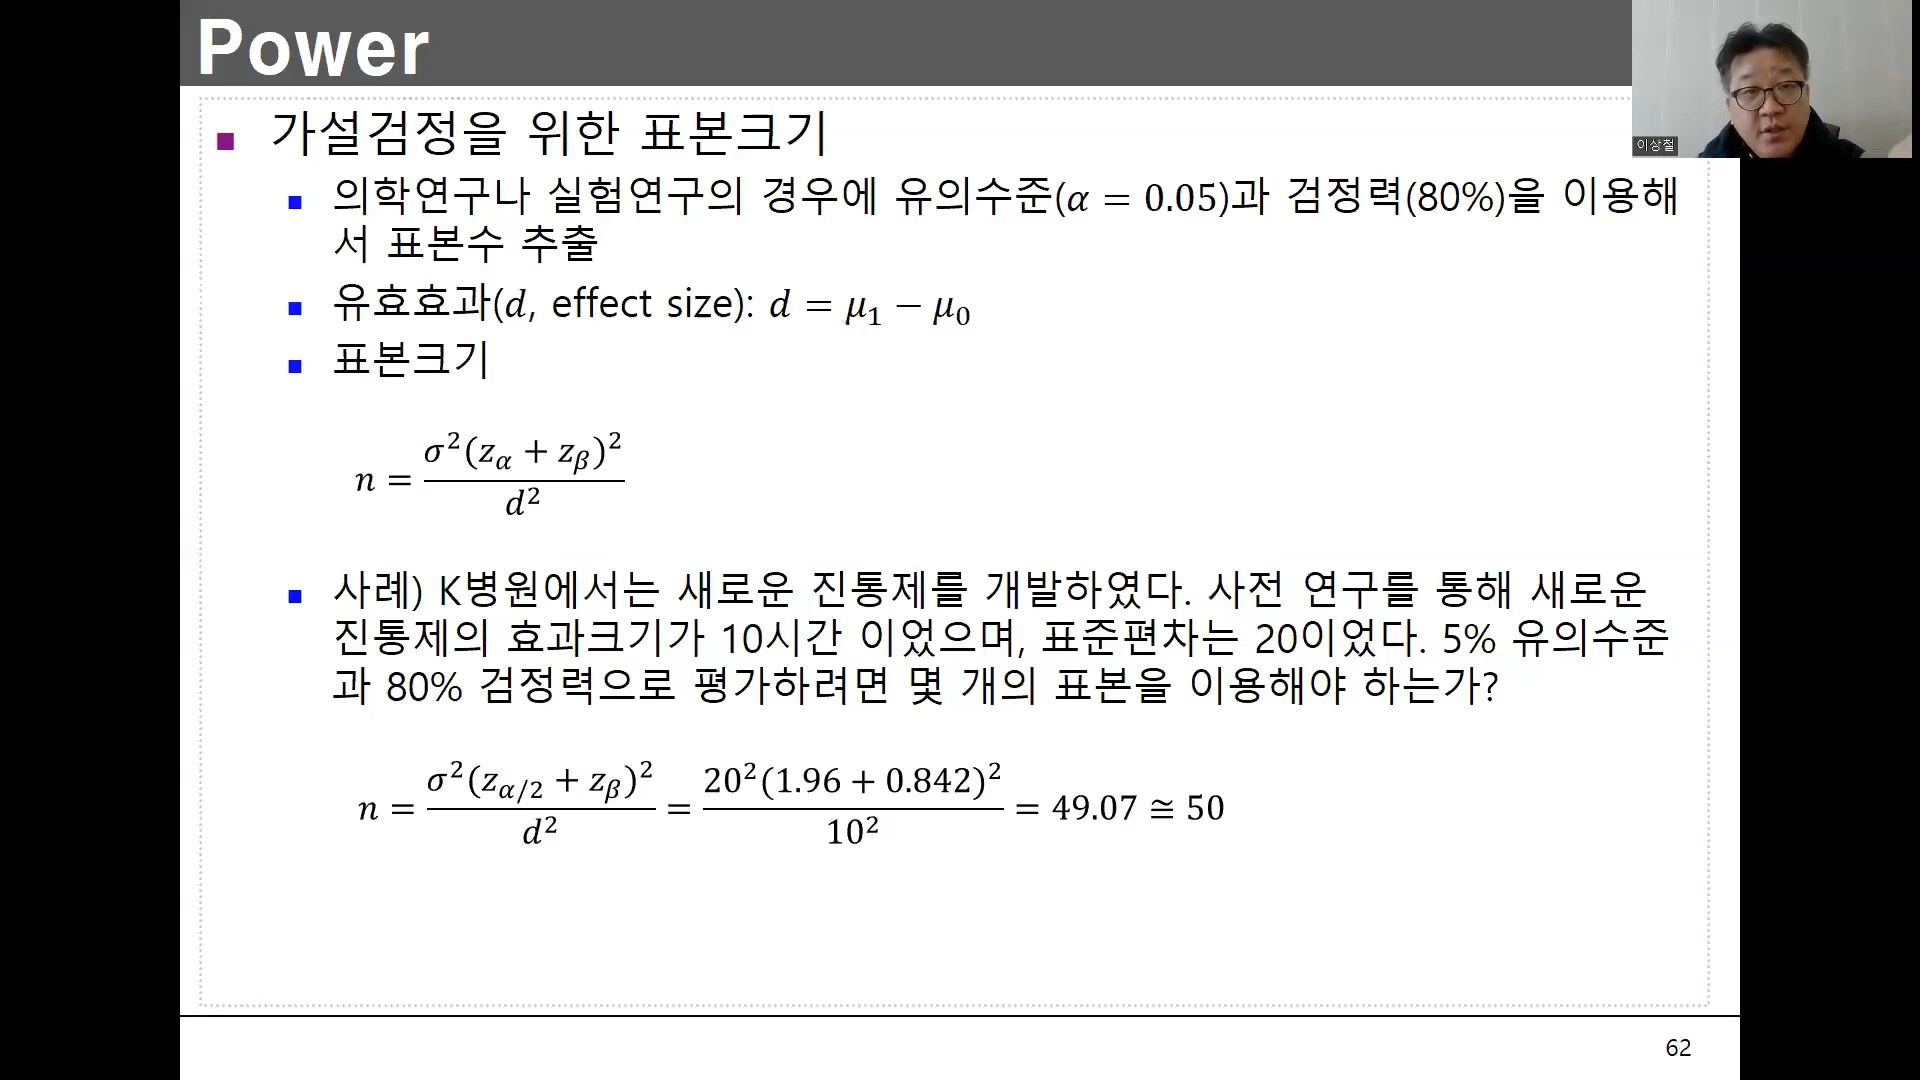 Power
이상철
가설검정을 위한 표본크기
의학연구나 실험연구의 경우에 유의수준(α = 0.05)과 검정력(80%)을 이용해
서 표본수 추출
유효효과(d, effect size): d = μ₁ − μ₀
표본크기
n = σ²(z_α + z_β)² / d²
사례) K병원에서는 새로운 진통제를 개발하였다. 사전 연구를 통해 새로운
진통제의 효과크기가 10시간 이었으며, 표준편차는 20이었다. 5% 유의수준
과 80% 검정력으로 평가하려면 몇 개의 표본을 이용해야 하는가?
n = σ²(z_α/2 + z_β)² / d² = 20²(1.96 + 0.842)² / 10² = 49.07 ≅ 50
62